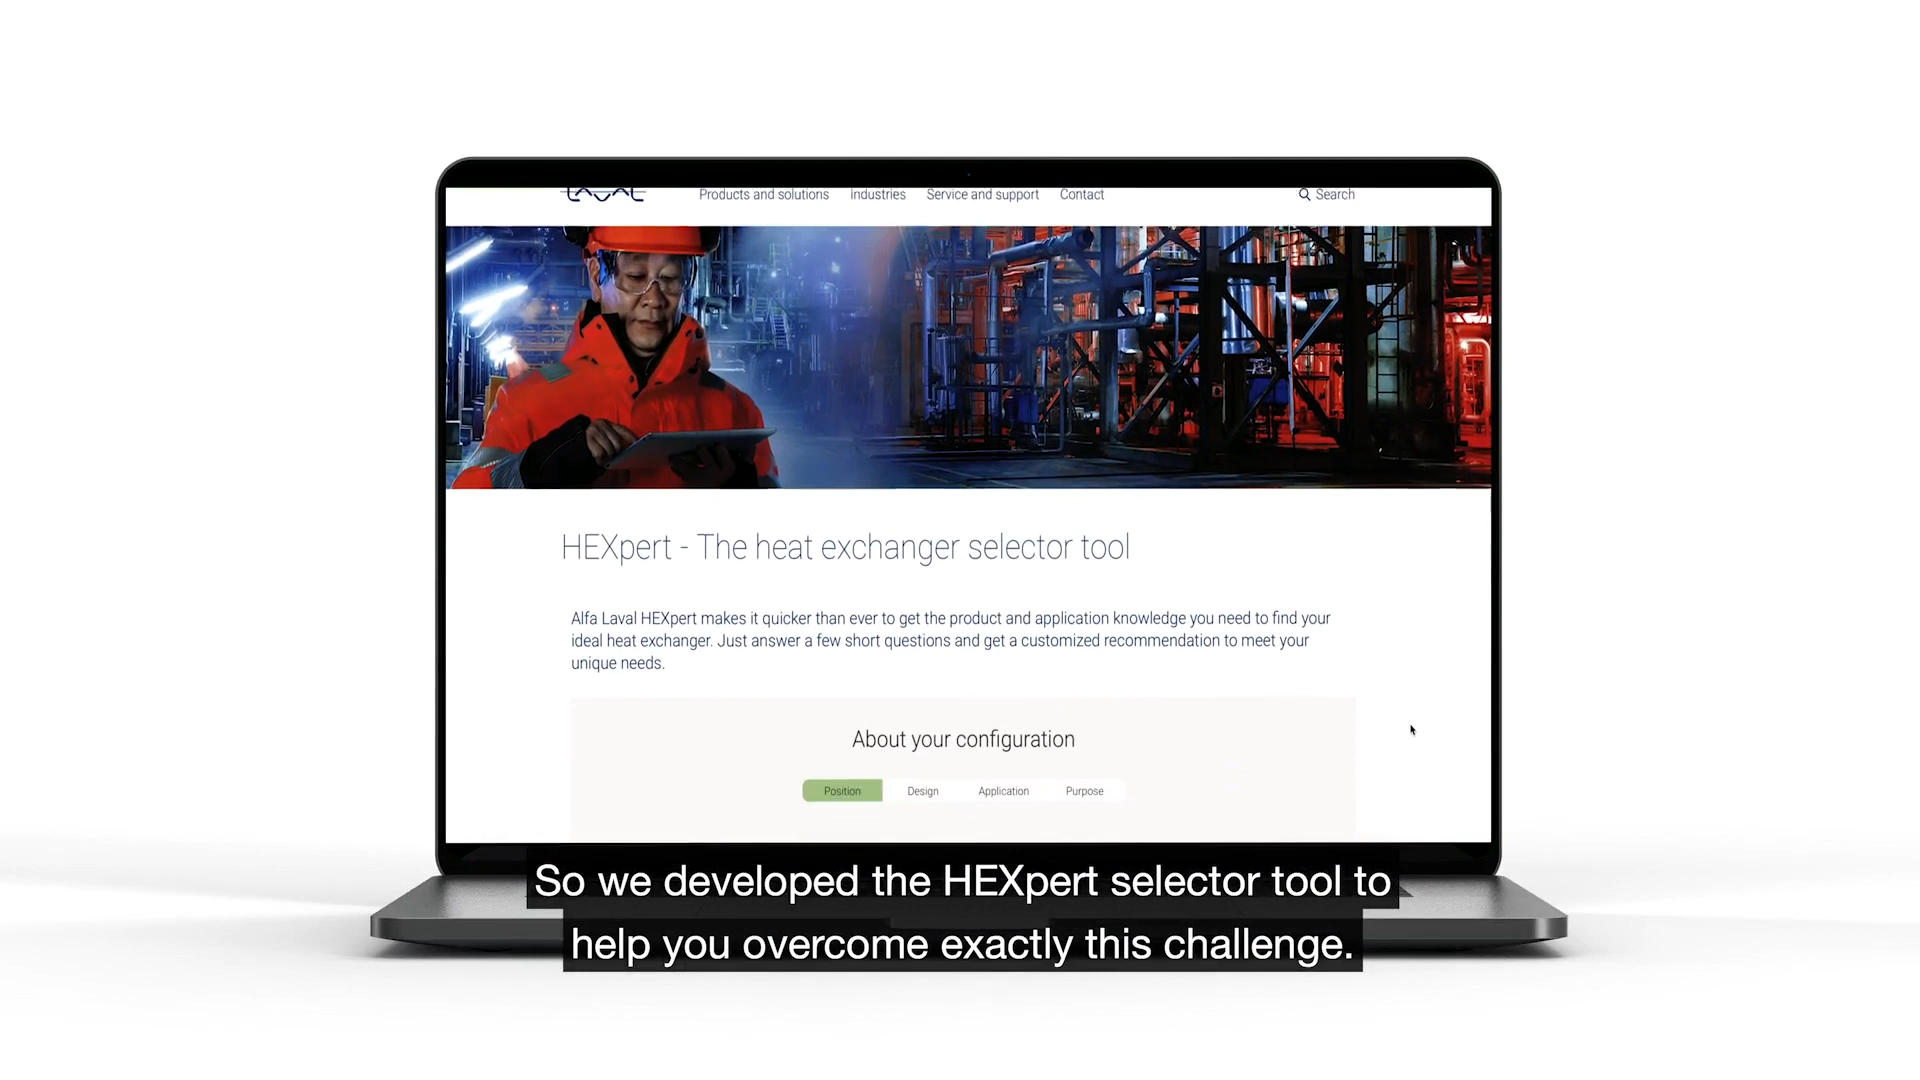 LAVAL
Products and solutions Industries Service and support Contact
Search
HEXpert - The heat exchanger selector tool
Alfa Laval HEXpert makes it quicker than ever to get the product and application knowledge you need to find your
ideal heat exchanger. Just answer a few short questions and get a customized recommendation to meet your
unique needs.
About your configuration
Position Design Application Purpose
So we developed the HEXpert selector tool to
help you overcome exactly this challenge.